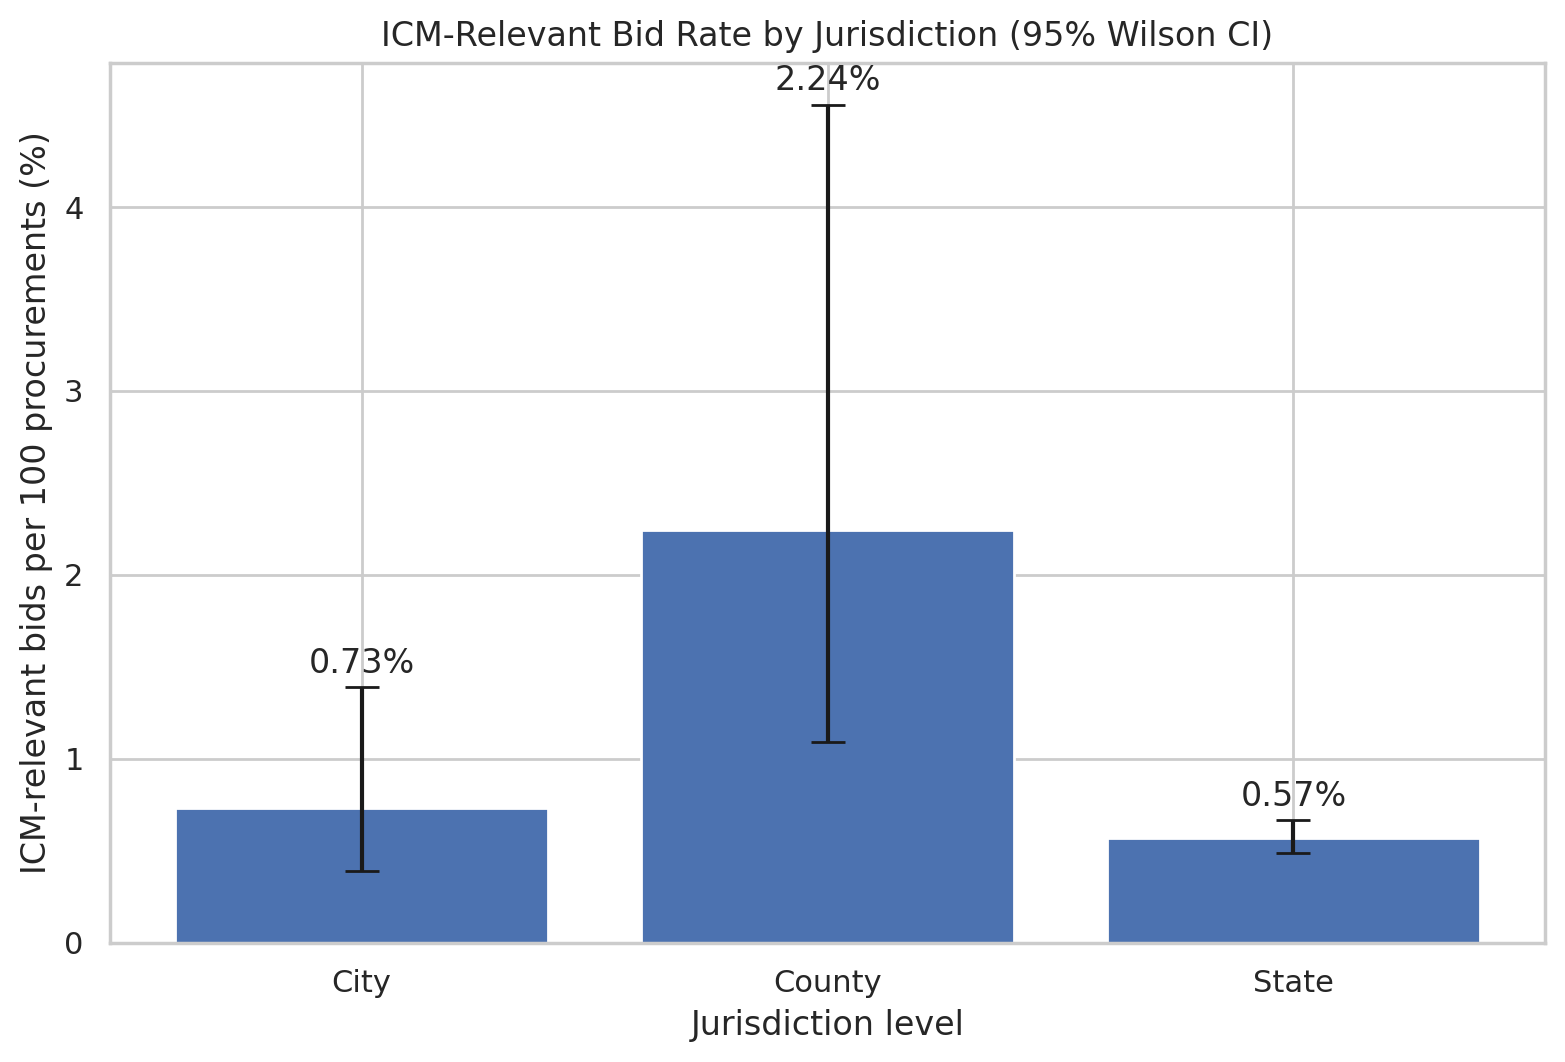 ICM-Relevant Bid Rate by Jurisdiction (95% Wilson CI)
ICM-relevant bids per 100 procurements (%)
4
3
2
1
0
0.73%
2.24%
0.57%
City
County
State
Jurisdiction level